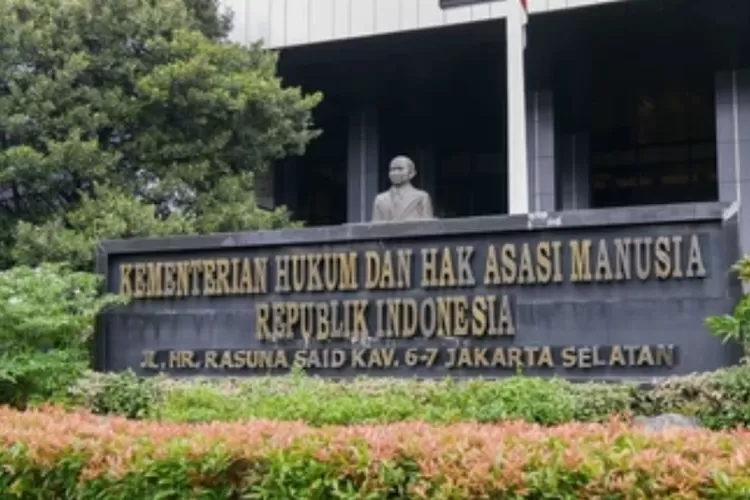 KEMENTERIAN HUKUM DAN HAK ASASI MANUSIA
REPUBLIK INDONESIA
JL. HR. RASUNA SAID KAV. 6-7 JAKARTA SELATAN